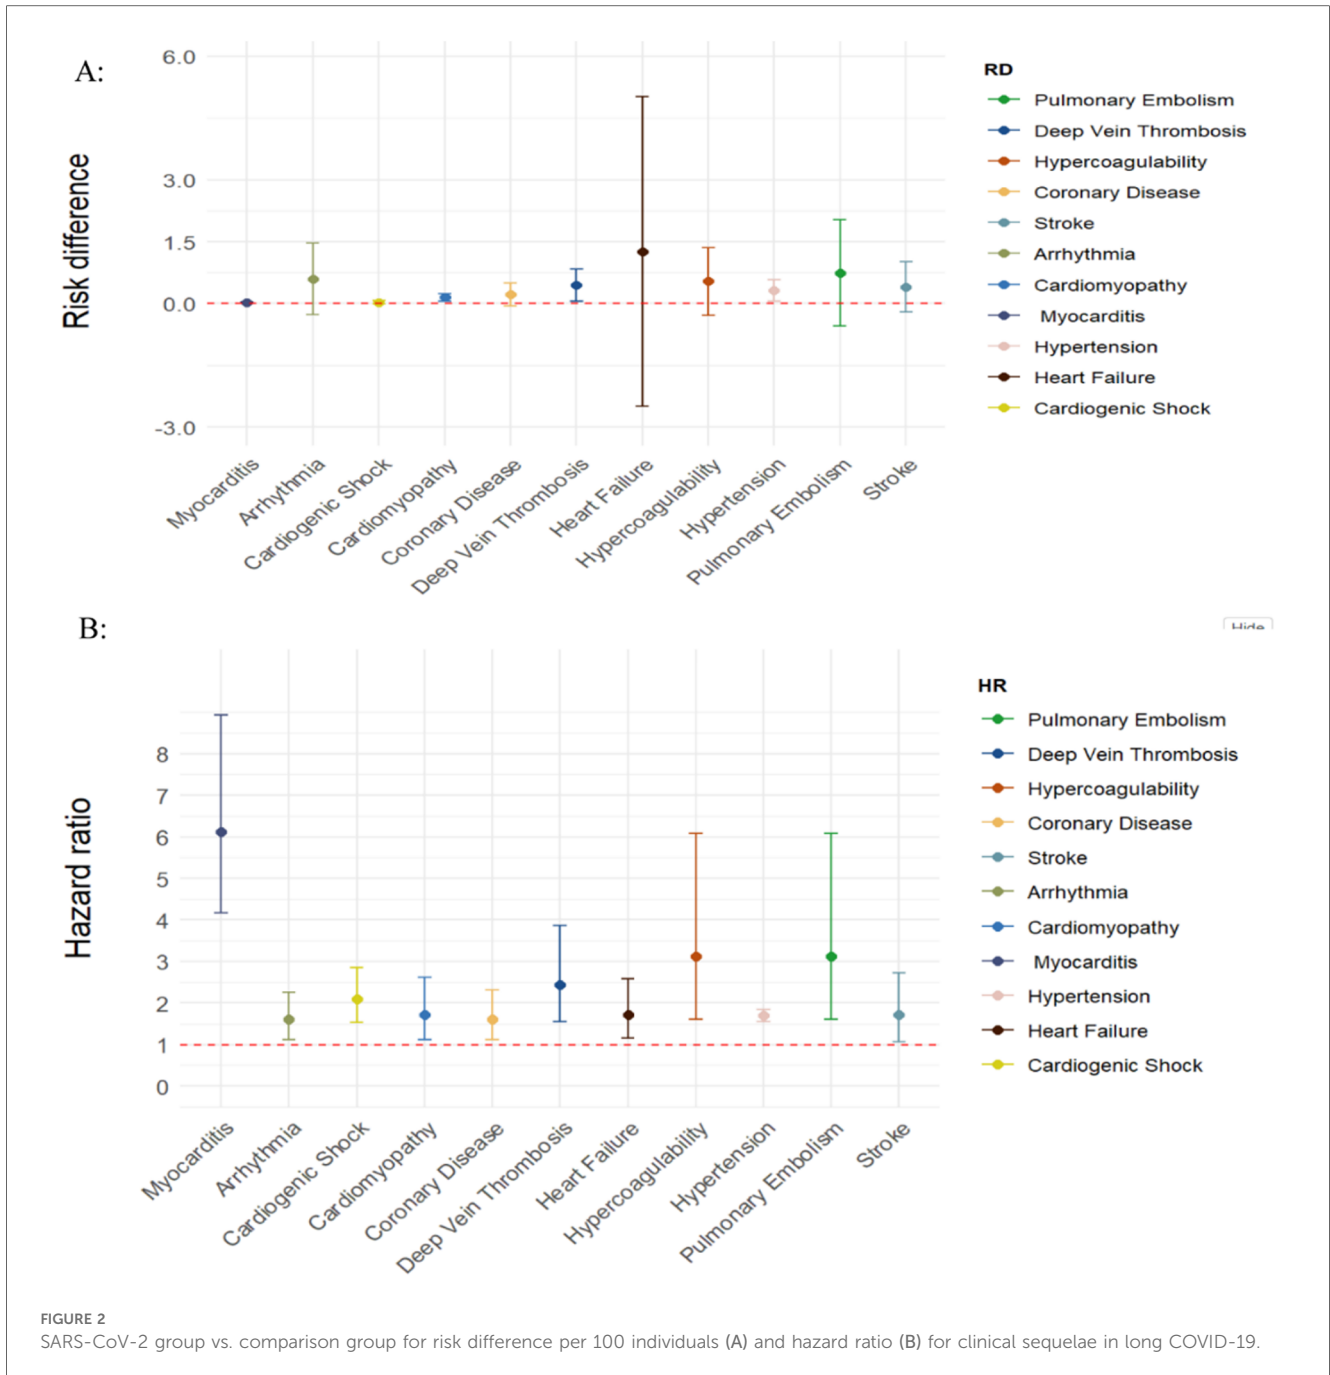 A:
Risk difference
6.0
3.0
1.5
0.0
-3.0
Myocarditis
Arrhythmia
Cardiogenic Shock
Cardiomyopathy
Coronary Disease
Deep Vein Thrombosis
Heart Failure
Hypercoagulability
Hypertension
Pulmonary Embolism
Stroke
RD
Pulmonary Embolism
Deep Vein Thrombosis
Hypercoagulability
Coronary Disease
Stroke
Arrhythmia
Cardiomyopathy
Myocarditis
Hypertension
Heart Failure
Cardiogenic Shock
B:
Hide
Hazard ratio
8
7
6
5
4
3
2
1
0
Myocarditis
Arrhythmia
Cardiogenic Shock
Cardiomyopathy
Coronary Disease
Deep Vein Thrombosis
Heart Failure
Hypercoagulability
Hypertension
Pulmonary Embolism
Stroke
HR
Pulmonary Embolism
Deep Vein Thrombosis
Hypercoagulability
Coronary Disease
Stroke
Arrhythmia
Cardiomyopathy
Myocarditis
Hypertension
Heart Failure
Cardiogenic Shock
FIGURE 2
SARS-CoV-2 group vs. comparison group for risk difference per 100 individuals (A) and hazard ratio (B) for clinical sequelae in long COVID-19.